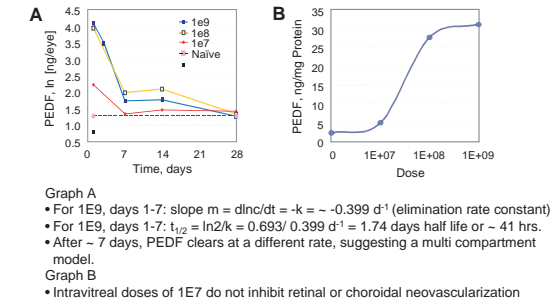 A
B
4.5
4.0
3.5
3.0
2.5
2.0
1.5
1.0
0.5
PEDF, ln [ng/eye]
1e9
1e8
1e7
Naïve
0 7 14 21 28
Time, days
35
30
25
20
15
10
5
0
PEDF, ng/mg Protein
0 1E+07 1E+08 1E+09
Dose
Graph A
• For 1E9, days 1-7: slope m = dlnc/dt = -k = ~ -0.399 d-1 (elimination rate constant)
• For 1E9, days 1-7: t1/2 = ln2/k = 0.693/ 0.399 d-1 = 1.74 days half life or ~ 41 hrs.
• After ~ 7 days, PEDF clears at a different rate, suggesting a multi compartment
model.
Graph B
• Intravitreal doses of 1E7 do not inhibit retinal or choroidal neovascularization